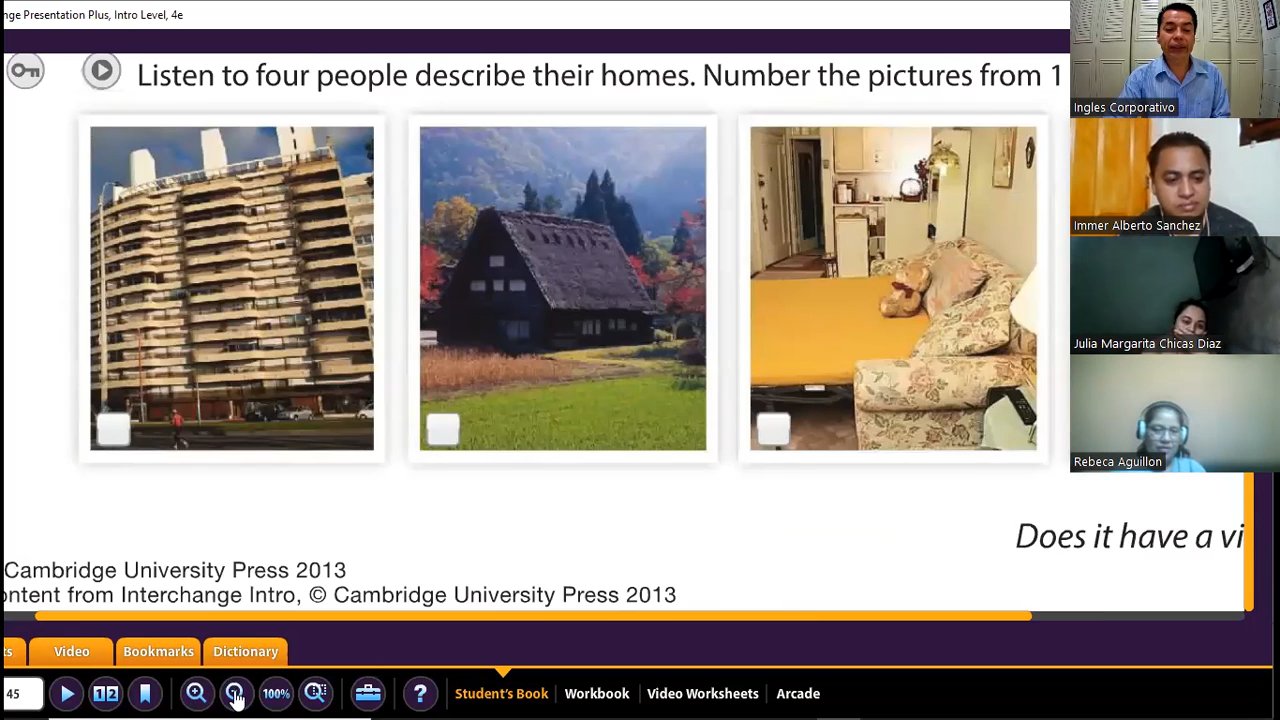 nge Presentation Plus, Intro Level, 4e
Listen to four people describe their homes. Number the pictures from 1
Ingles Corporativo
Immer Alberto Sanchez
Julia Margarita Chicas Diaz
Rebeca Aguillon
Does it have a vi
Cambridge University Press 2013
ontent from Interchange Intro, © Cambridge University Press 2013
ts Video Bookmarks Dictionary
45 12 100% ? Student's Book Workbook Video Worksheets Arcade